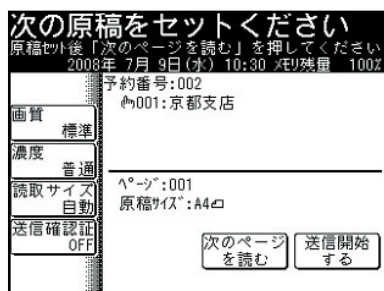 次の原稿をセットください
原稿ｾｯﾄ後「次のページを読む」を押してください
2008年 7月 9日(水) 10:30 ﾒﾓﾘ残量 100%
予約番号:002
001:京都支店
画質
標準
濃度
普通
読取サイズ
自動
送信確認証
OFF
ﾍﾟｰｼﾞ:001
原稿ｻｲｽﾞ:A4
次のページ
を読む
送信開始
する